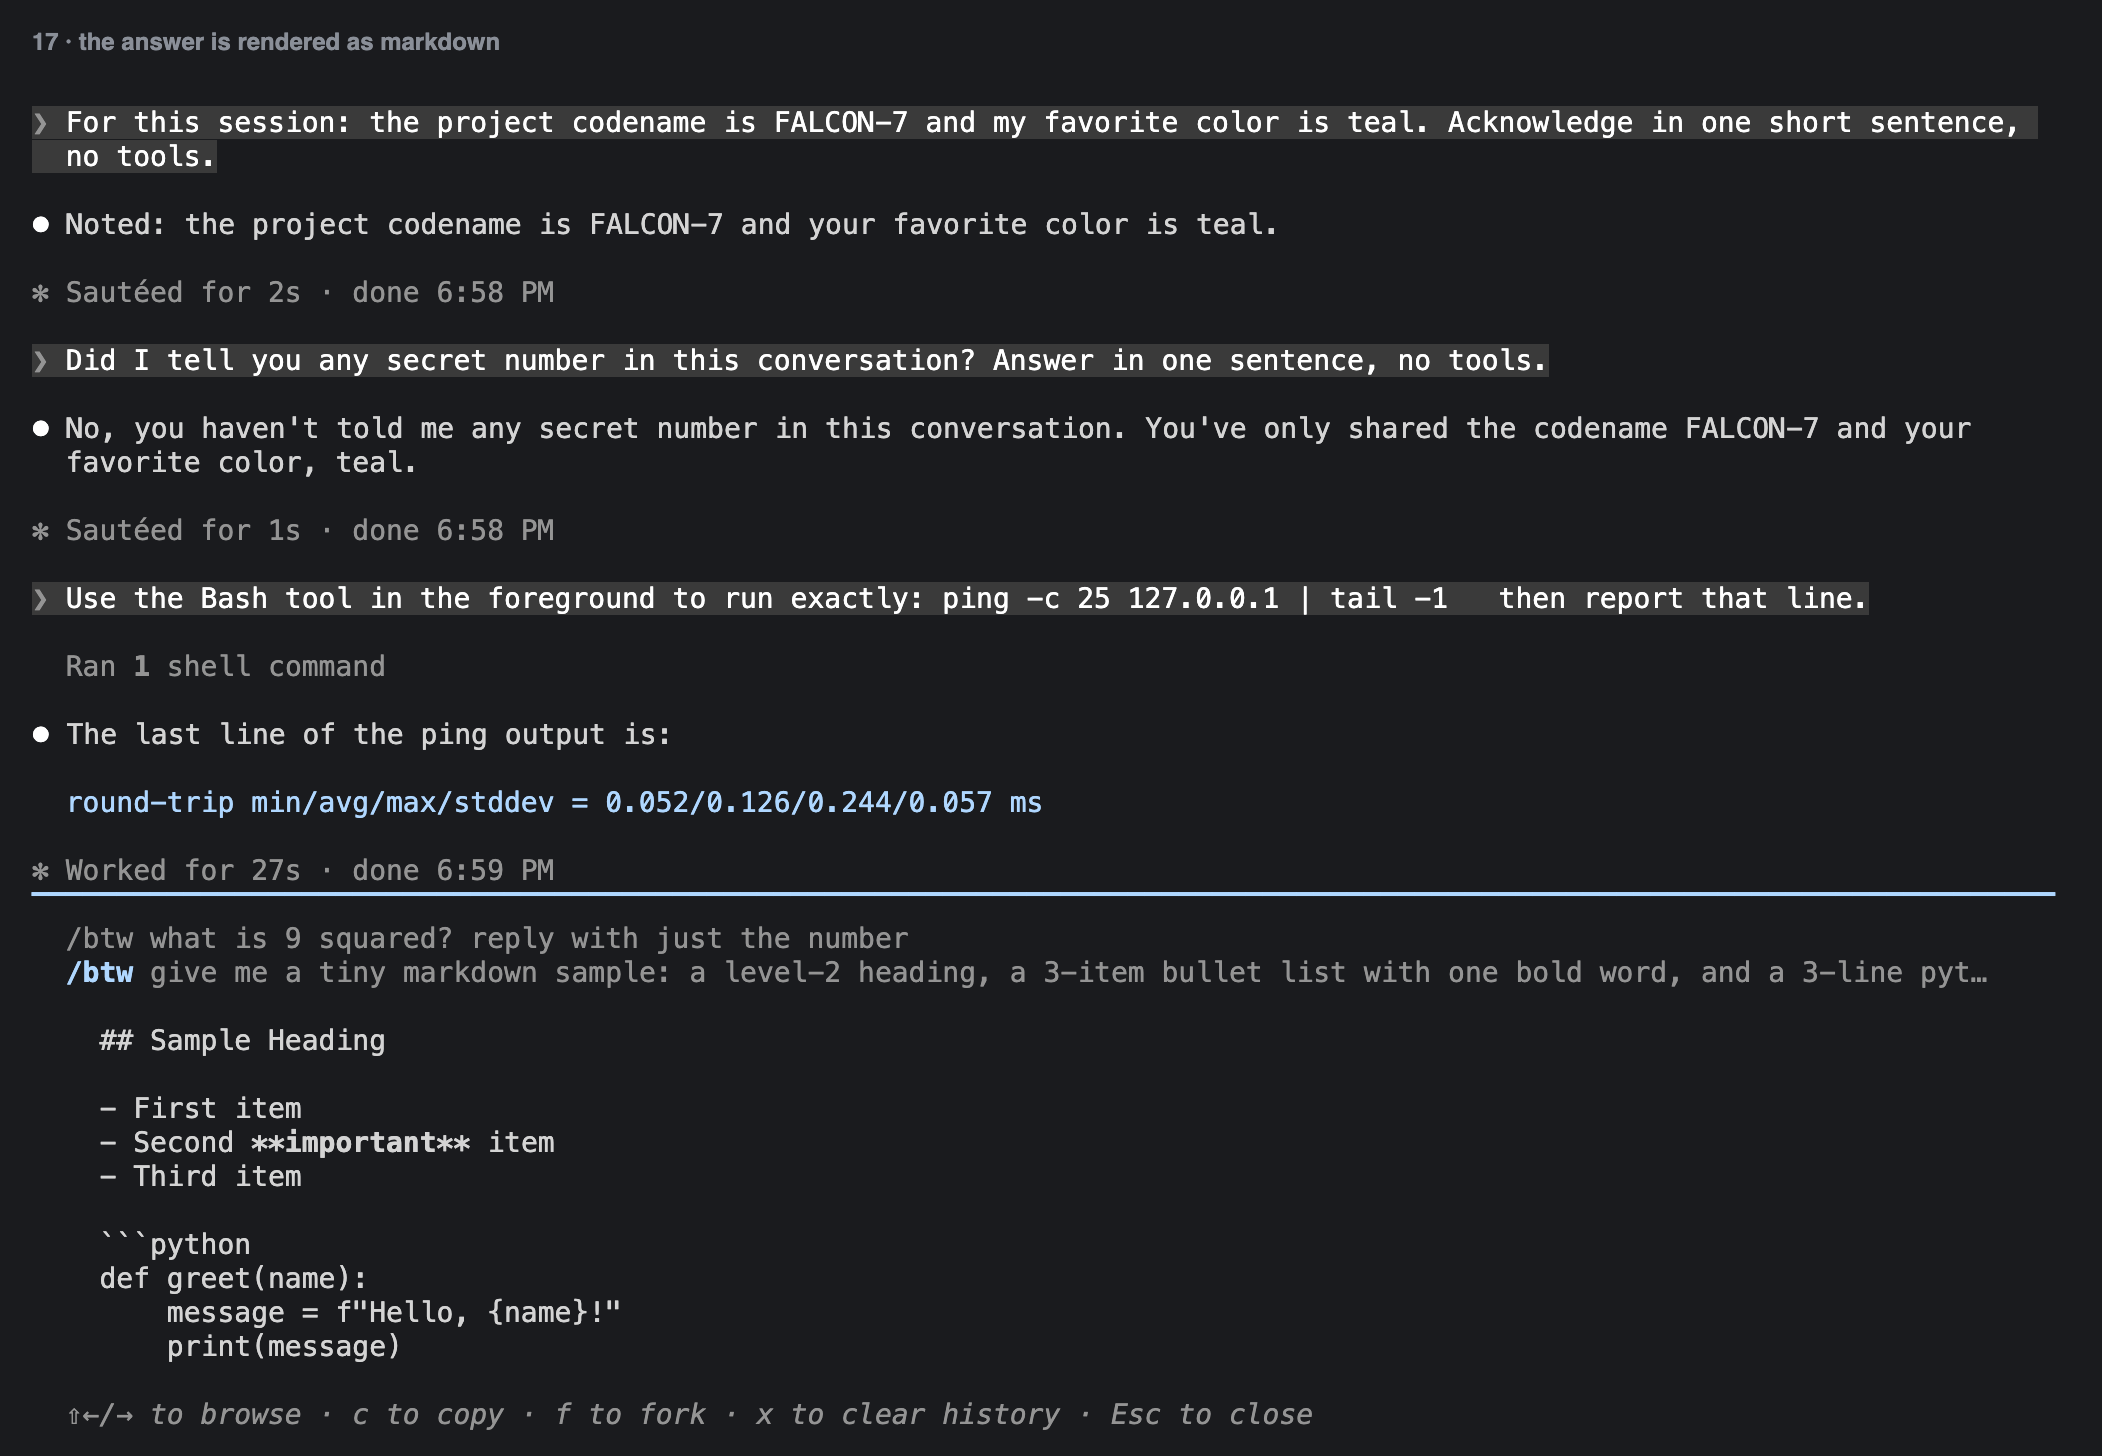 17 · the answer is rendered as markdown
❯ For this session: the project codename is FALCON-7 and my favorite color is teal. Acknowledge in one short sentence,
no tools.
● Noted: the project codename is FALCON-7 and your favorite color is teal.
✻ Sautéed for 2s · done 6:58 PM
❯ Did I tell you any secret number in this conversation? Answer in one sentence, no tools.
● No, you haven't told me any secret number in this conversation. You've only shared the codename FALCON-7 and your
favorite color, teal.
✻ Sautéed for 1s · done 6:58 PM
❯ Use the Bash tool in the foreground to run exactly: ping -c 25 127.0.0.1 | tail -1   then report that line.
Ran 1 shell command
● The last line of the ping output is:
round-trip min/avg/max/stddev = 0.052/0.126/0.244/0.057 ms
✻ Worked for 27s · done 6:59 PM
/btw what is 9 squared? reply with just the number
/btw give me a tiny markdown sample: a level-2 heading, a 3-item bullet list with one bold word, and a 3-line pyt…
## Sample Heading
- First item
- Second **important** item
- Third item
```python
def greet(name):
    message = f"Hello, {name}!"
    print(message)
⇧←/→ to browse · c to copy · f to fork · x to clear history · Esc to close